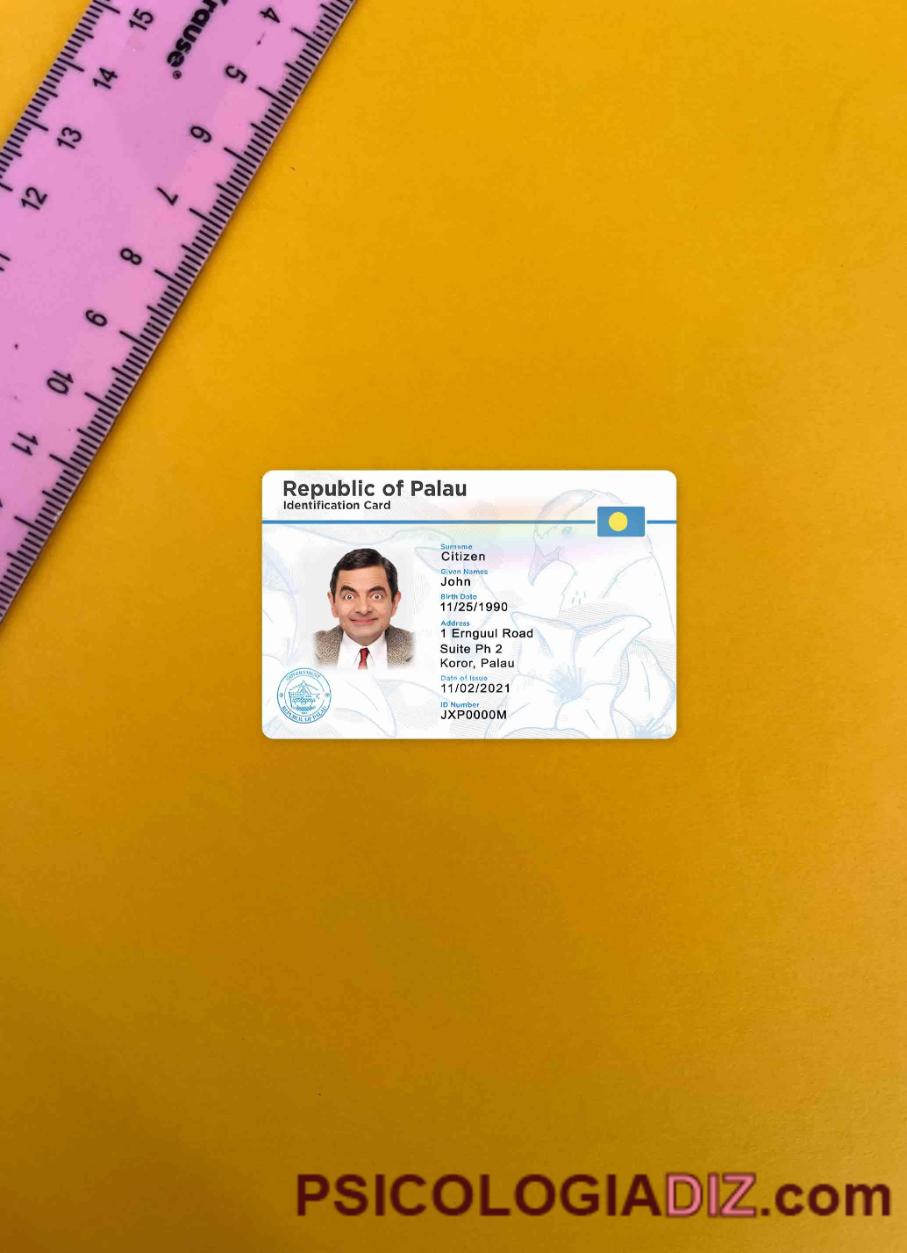 15
14
13
12
rause®
4
5
6
7
8
9
10
11
Republic of Palau
Identification Card
Surname
Citizen
Given Names
John
Birth Date
11/25/1990
Address
1 Ernguul Road
Suite Ph 2
Koror, Palau
Date of Issue
11/02/2021
ID Number
JXP0000M
REPUBLIC OF PALAU
PSICOLOGIADIZ.com